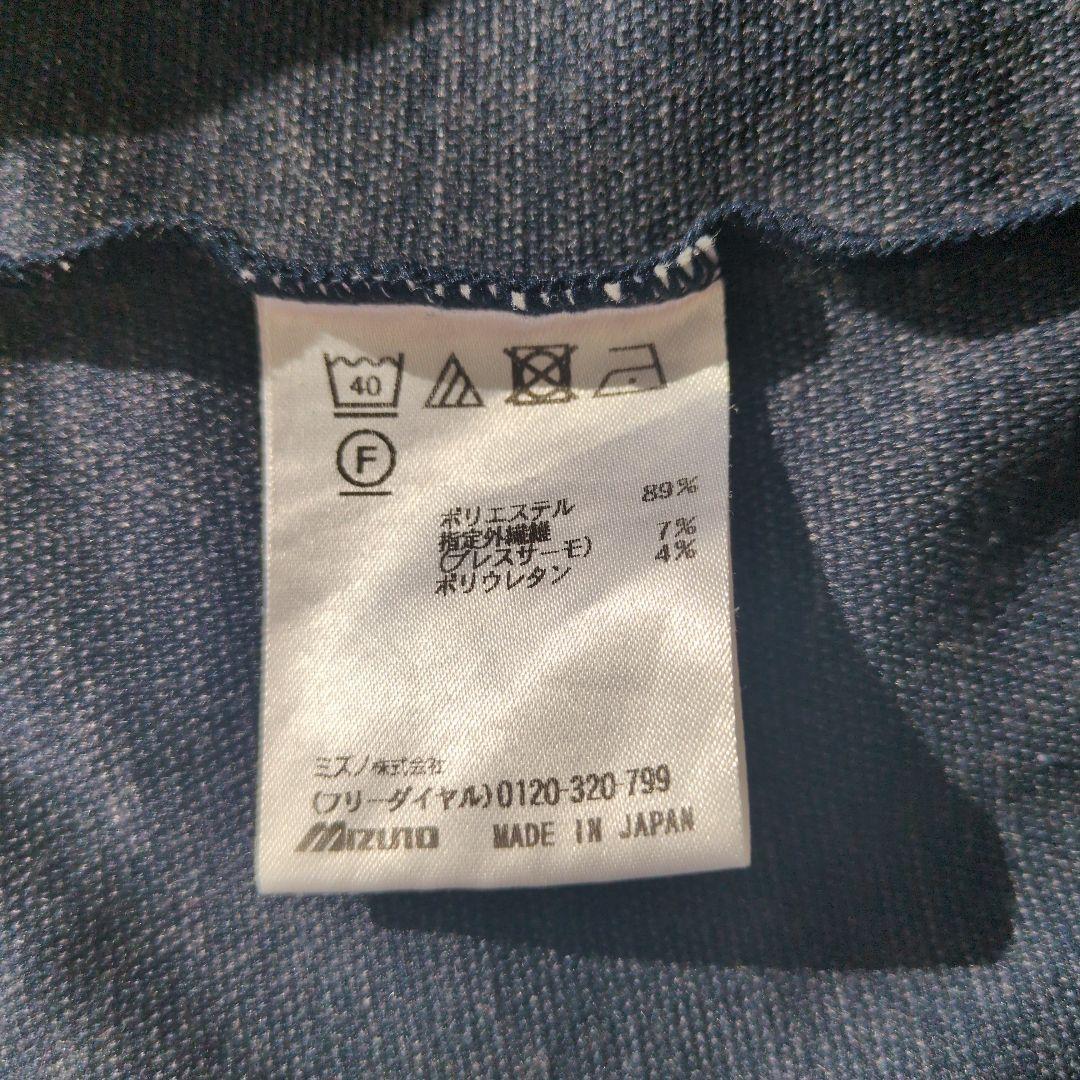 40
F
ポリエステル 89%
指定外繊維 7%
(ブレスサーモ)
ポリウレタン 4%
ミズノ株式会社
(フリーダイヤル)0120-320-799
MIZUNO MADE IN JAPAN